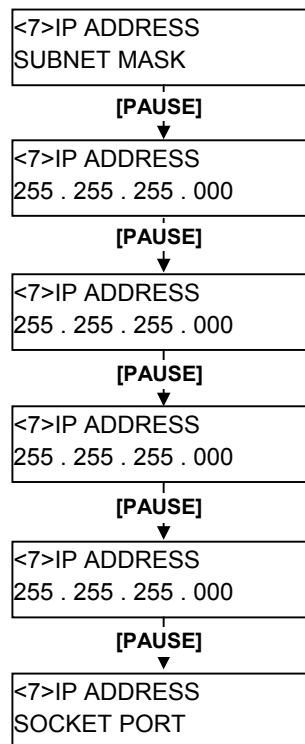 <7>IP ADDRESS
SUBNET MASK
[PAUSE]
<7>IP ADDRESS
255 . 255 . 255 . 000
[PAUSE]
<7>IP ADDRESS
255 . 255 . 255 . 000
[PAUSE]
<7>IP ADDRESS
255 . 255 . 255 . 000
[PAUSE]
<7>IP ADDRESS
255 . 255 . 255 . 000
[PAUSE]
<7>IP ADDRESS
SOCKET PORT